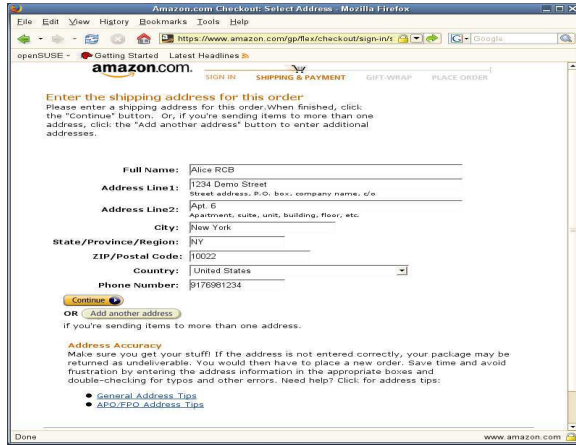 Amazon.com Checkout: Select Address - Mozilla Firefox
File Edit View History Bookmarks Tools Help
https://www.amazon.com/gp/flex/checkout/sign-in/s Google
openSUSE - Getting Started Latest Headlines
amazon.com.
SIGN IN SHIPPING & PAYMENT GIFT-WRAP PLACE ORDER
Enter the shipping address for this order
Please enter a shipping address for this order.When finished, click
the "Continue" button. Or, if you're sending items to more than one
address, click the "Add another address" button to enter additional
addresses.
Full Name: Alice RCB
Address Line1: 1234 Demo Street
Street address, P.O. box, company name, c/o
Address Line2: Apt. 6
Apartment, suite, unit, building, floor, etc.
City: New York
State/Province/Region: NY
ZIP/Postal Code: 10022
Country: United States
Phone Number: 9176981234
Continue
OR Add another address
if you're sending items to more than one address.
Address Accuracy
Make sure you get your stuff! If the address is not entered correctly, your package may be
returned as undeliverable. You would then have to place a new order. Save time and avoid
frustration by entering the address information in the appropriate boxes and
double-checking for typos and other errors. Need help? Click for address tips:
General Address Tips
APO/FPO Address Tips
Done www.amazon.com